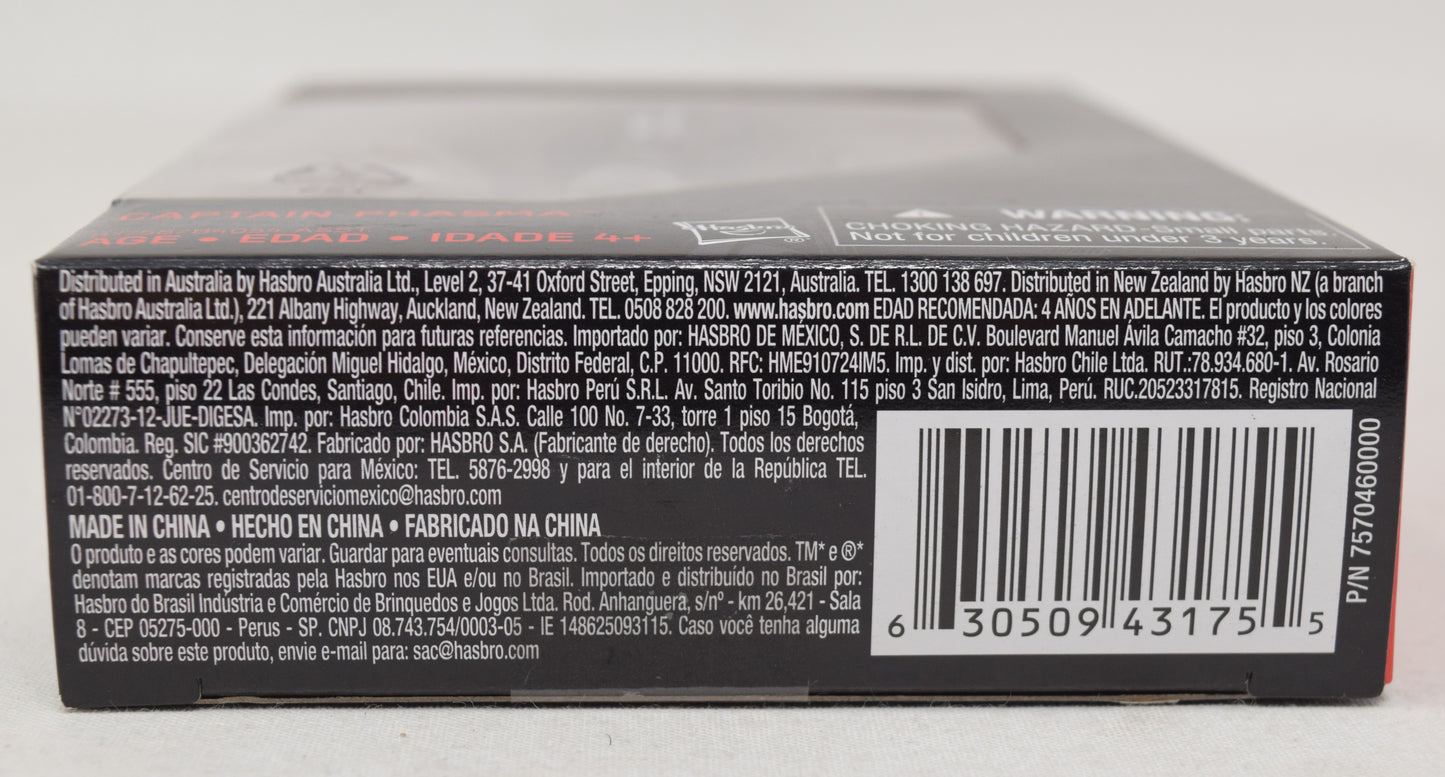 CAPTAIN PHASMA™
ASST.
AGE • EDAD • IDADE 4+
Hasbro®
WARNING:
CHOKING HAZARD-Small parts.
Not for children under 3 years.
Distributed in Australia by Hasbro Australia Ltd., Level 2, 37-41 Oxford Street, Epping, NSW 2121, Australia. TEL. 1300 138 697. Distributed in New Zealand by Hasbro NZ (a branch
of Hasbro Australia Ltd.), 221 Albany Highway, Auckland, New Zealand. TEL. 0508 828 200. www.hasbro.com EDAD RECOMENDADA: 4 AÑOS EN ADELANTE. El producto y los colores
pueden variar. Conserve esta información para futuras referencias. Importado por: HASBRO DE MÉXICO, S. DE R.L. DE C.V. Boulevard Manuel Ávila Camacho #32, piso 3, Colonia
Lomas de Chapultepec, Delegación Miguel Hidalgo, México, Distrito Federal, C.P. 11000. RFC: HME910724IM5. Imp. y dist. por: Hasbro Chile Ltda. RUT.:78.934.680-1. Av. Rosario
Norte # 555, piso 22 Las Condes, Santiago, Chile. Imp. por: Hasbro Perú S.R.L. Av. Santo Toribio No. 115 piso 3 San Isidro, Lima, Perú. RUC.20523317815. Registro Nacional
N°02273-12-JUE-DIGESA. Imp. por: Hasbro Colombia S.A.S. Calle 100 No. 7-33, torre 1 piso 15 Bogotá,
Colombia. Reg. SIC #900362742. Fabricado por: HASBRO S.A. (Fabricante de derecho). Todos los derechos
reservados. Centro de Servicio para México: TEL. 5876-2998 y para el interior de la República TEL.
01-800-7-12-62-25. centrodeserviciomexico@hasbro.com
MADE IN CHINA • HECHO EN CHINA • FABRICADO NA CHINA
O produto e as cores podem variar. Guardar para eventuais consultas. Todos os direitos reservados. TM* e ®*
denotam marcas registradas pela Hasbro nos EUA e/ou no Brasil. Importado e distribuído no Brasil por:
Hasbro do Brasil Indústria e Comércio de Brinquedos e Jogos Ltda. Rod. Anhanguera, s/nº - km 26,421 - Sala
8 - CEP 05275-000 - Perus - SP. CNPJ 08.743.754/0003-05 - IE 148625093115. Caso você tenha alguma
dúvida sobre este produto, envie e-mail para: sac@hasbro.com
6 30509 43175 5
P/N 7570460000